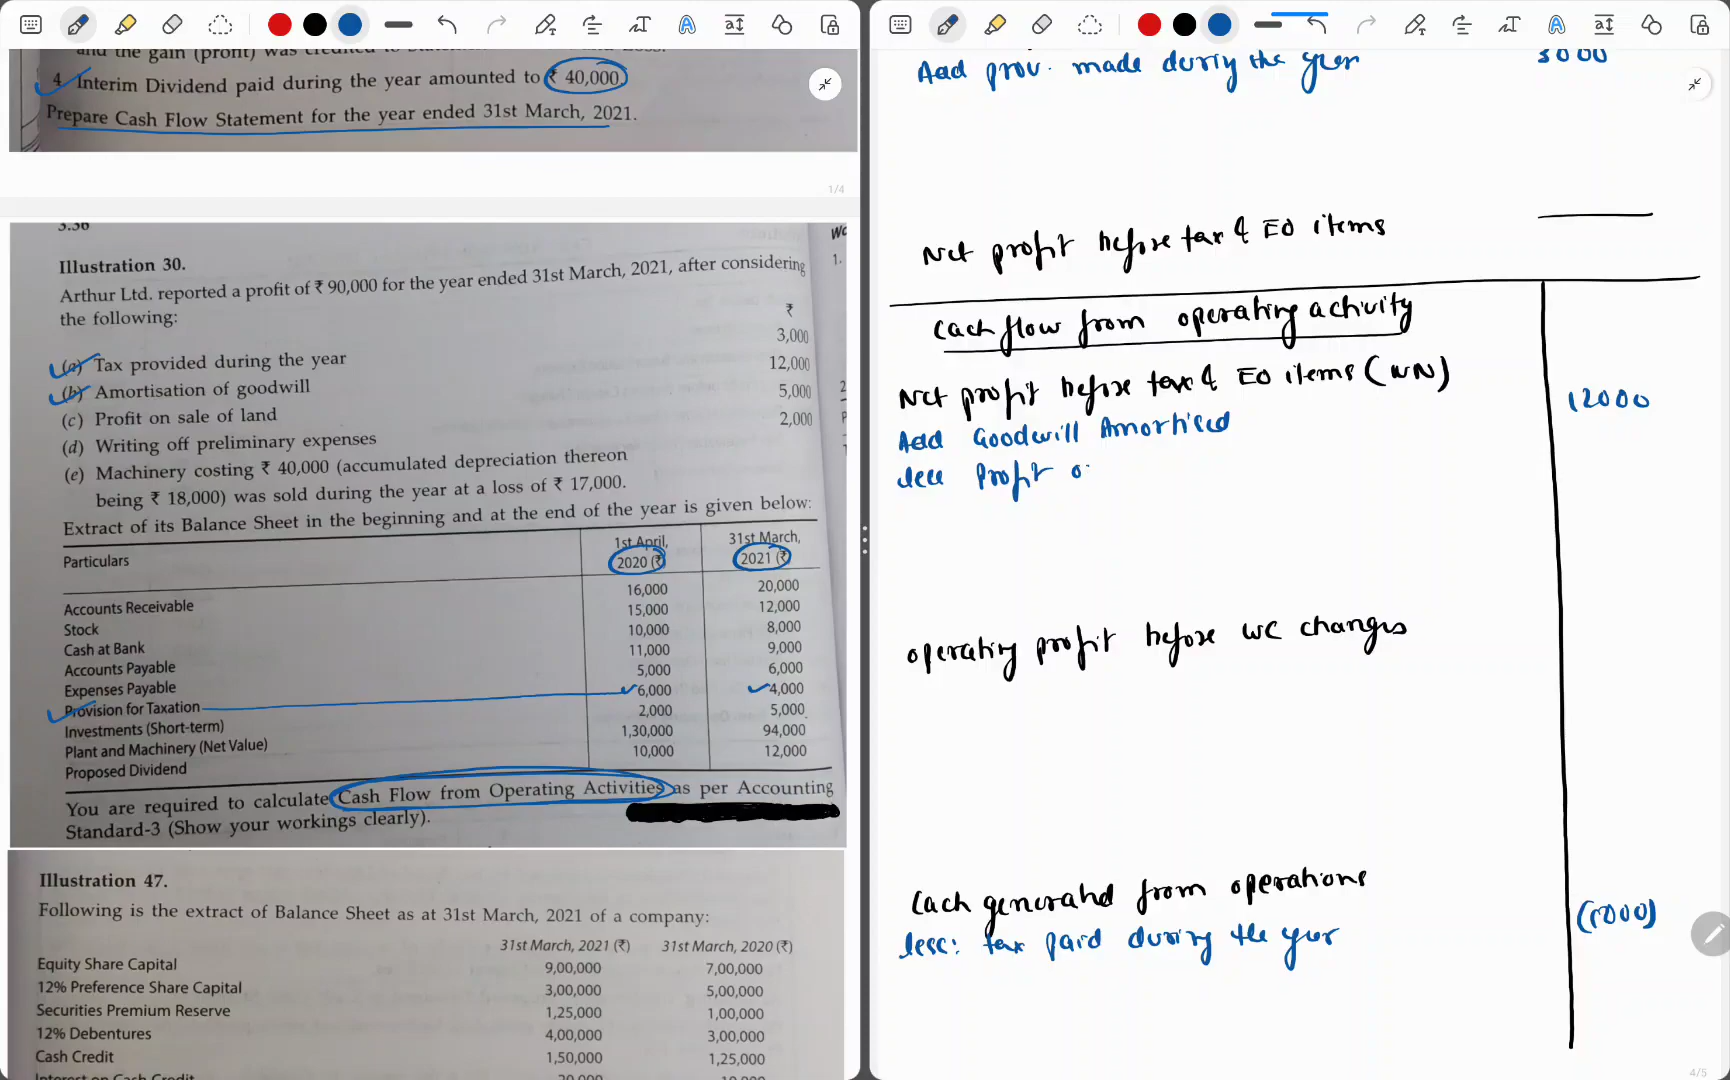 4 Interim Dividend paid during the year amounted to ₹ 40,000.
Prepare Cash Flow Statement for the year ended 31st March, 2021.
1/4
3.36
Illustration 30.
Arthur Ltd. reported a profit of ₹ 90,000 for the year ended 31st March, 2021, after considering
the following:
₹
(a) Tax provided during the year 3,000
(b) Amortisation of goodwill 12,000
(c) Profit on sale of land 5,000
(d) Writing off preliminary expenses 2,000
(e) Machinery costing ₹ 40,000 (accumulated depreciation thereon
being ₹ 18,000) was sold during the year at a loss of ₹ 17,000.
Extract of its Balance Sheet in the beginning and at the end of the year is given below:
Particulars 1st April, 2020 (₹) 31st March, 2021 (₹)
Accounts Receivable 16,000 20,000
Stock 15,000 12,000
Cash at Bank 10,000 8,000
Accounts Payable 11,000 9,000
Expenses Payable 5,000 6,000
Provision for Taxation 6,000 4,000
Investments (Short-term) 2,000 5,000
Plant and Machinery (Net Value) 1,30,000 94,000
Proposed Dividend 10,000 12,000
You are required to calculate Cash Flow from Operating Activities as per Accounting
Standard-3 (Show your workings clearly).
Illustration 47.
Following is the extract of Balance Sheet as at 31st March, 2021 of a company:
31st March, 2021 (₹) 31st March, 2020 (₹)
Equity Share Capital 9,00,000 7,00,000
12% Preference Share Capital 3,00,000 5,00,000
Securities Premium Reserve 1,25,000 1,00,000
12% Debentures 4,00,000 3,00,000
Cash Credit 1,50,000 1,25,000
Add prov. made during the year 3000
Net profit before tax & EO items
Cash flow from operating activity
Net profit before tax & EO items (WN)
Add Goodwill Amortised 12000
less Profit o
operating profit before WC changes
Cash generated from operations
less: tax paid during the year (5000)
4/5